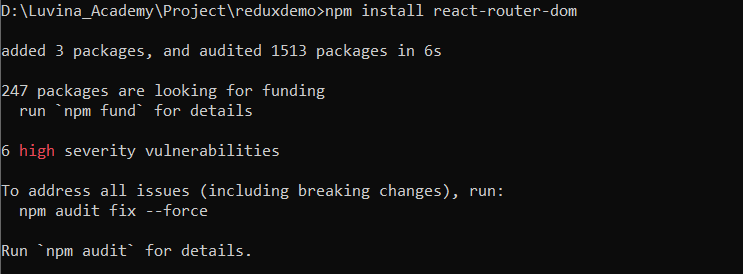 D:\Luvina_Academy\Project\reduxdemo>npm install react-router-dom
added 3 packages, and audited 1513 packages in 6s
247 packages are looking for funding
run `npm fund` for details
6 high severity vulnerabilities
To address all issues (including breaking changes), run:
npm audit fix --force
Run `npm audit` for details.